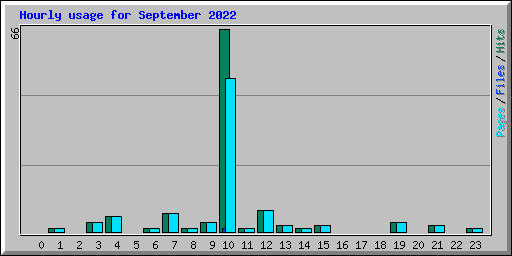 Hourly usage for September 2022
66
Pages/Files/Hits
0 1 2 3 4 5 6 7 8 9 10 11 12 13 14 15 16 17 18 19 20 21 22 23